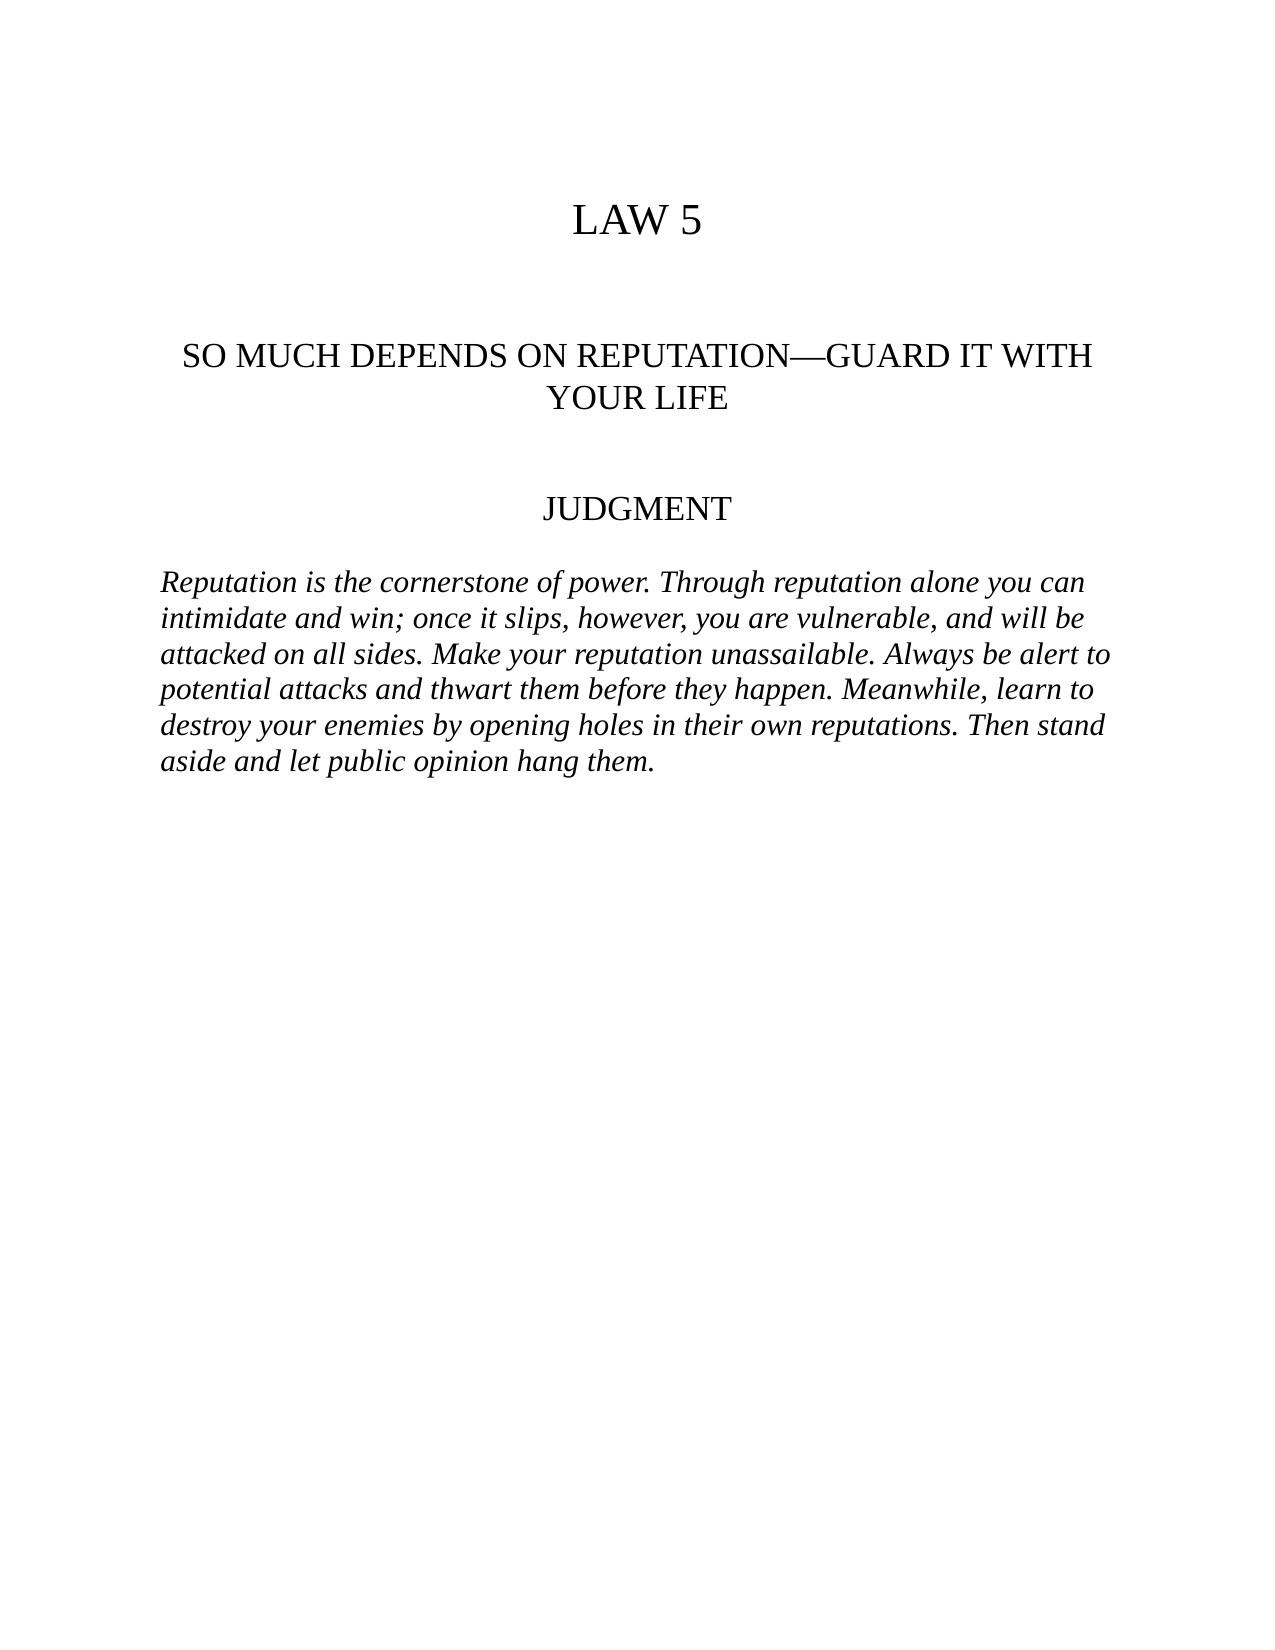 LAW 5
SO MUCH DEPENDS ON REPUTATION—GUARD IT WITH
YOUR LIFE
JUDGMENT
Reputation is the cornerstone of power. Through reputation alone you can
intimidate and win; once it slips, however, you are vulnerable, and will be
attacked on all sides. Make your reputation unassailable. Always be alert to
potential attacks and thwart them before they happen. Meanwhile, learn to
destroy your enemies by opening holes in their own reputations. Then stand
aside and let public opinion hang them.